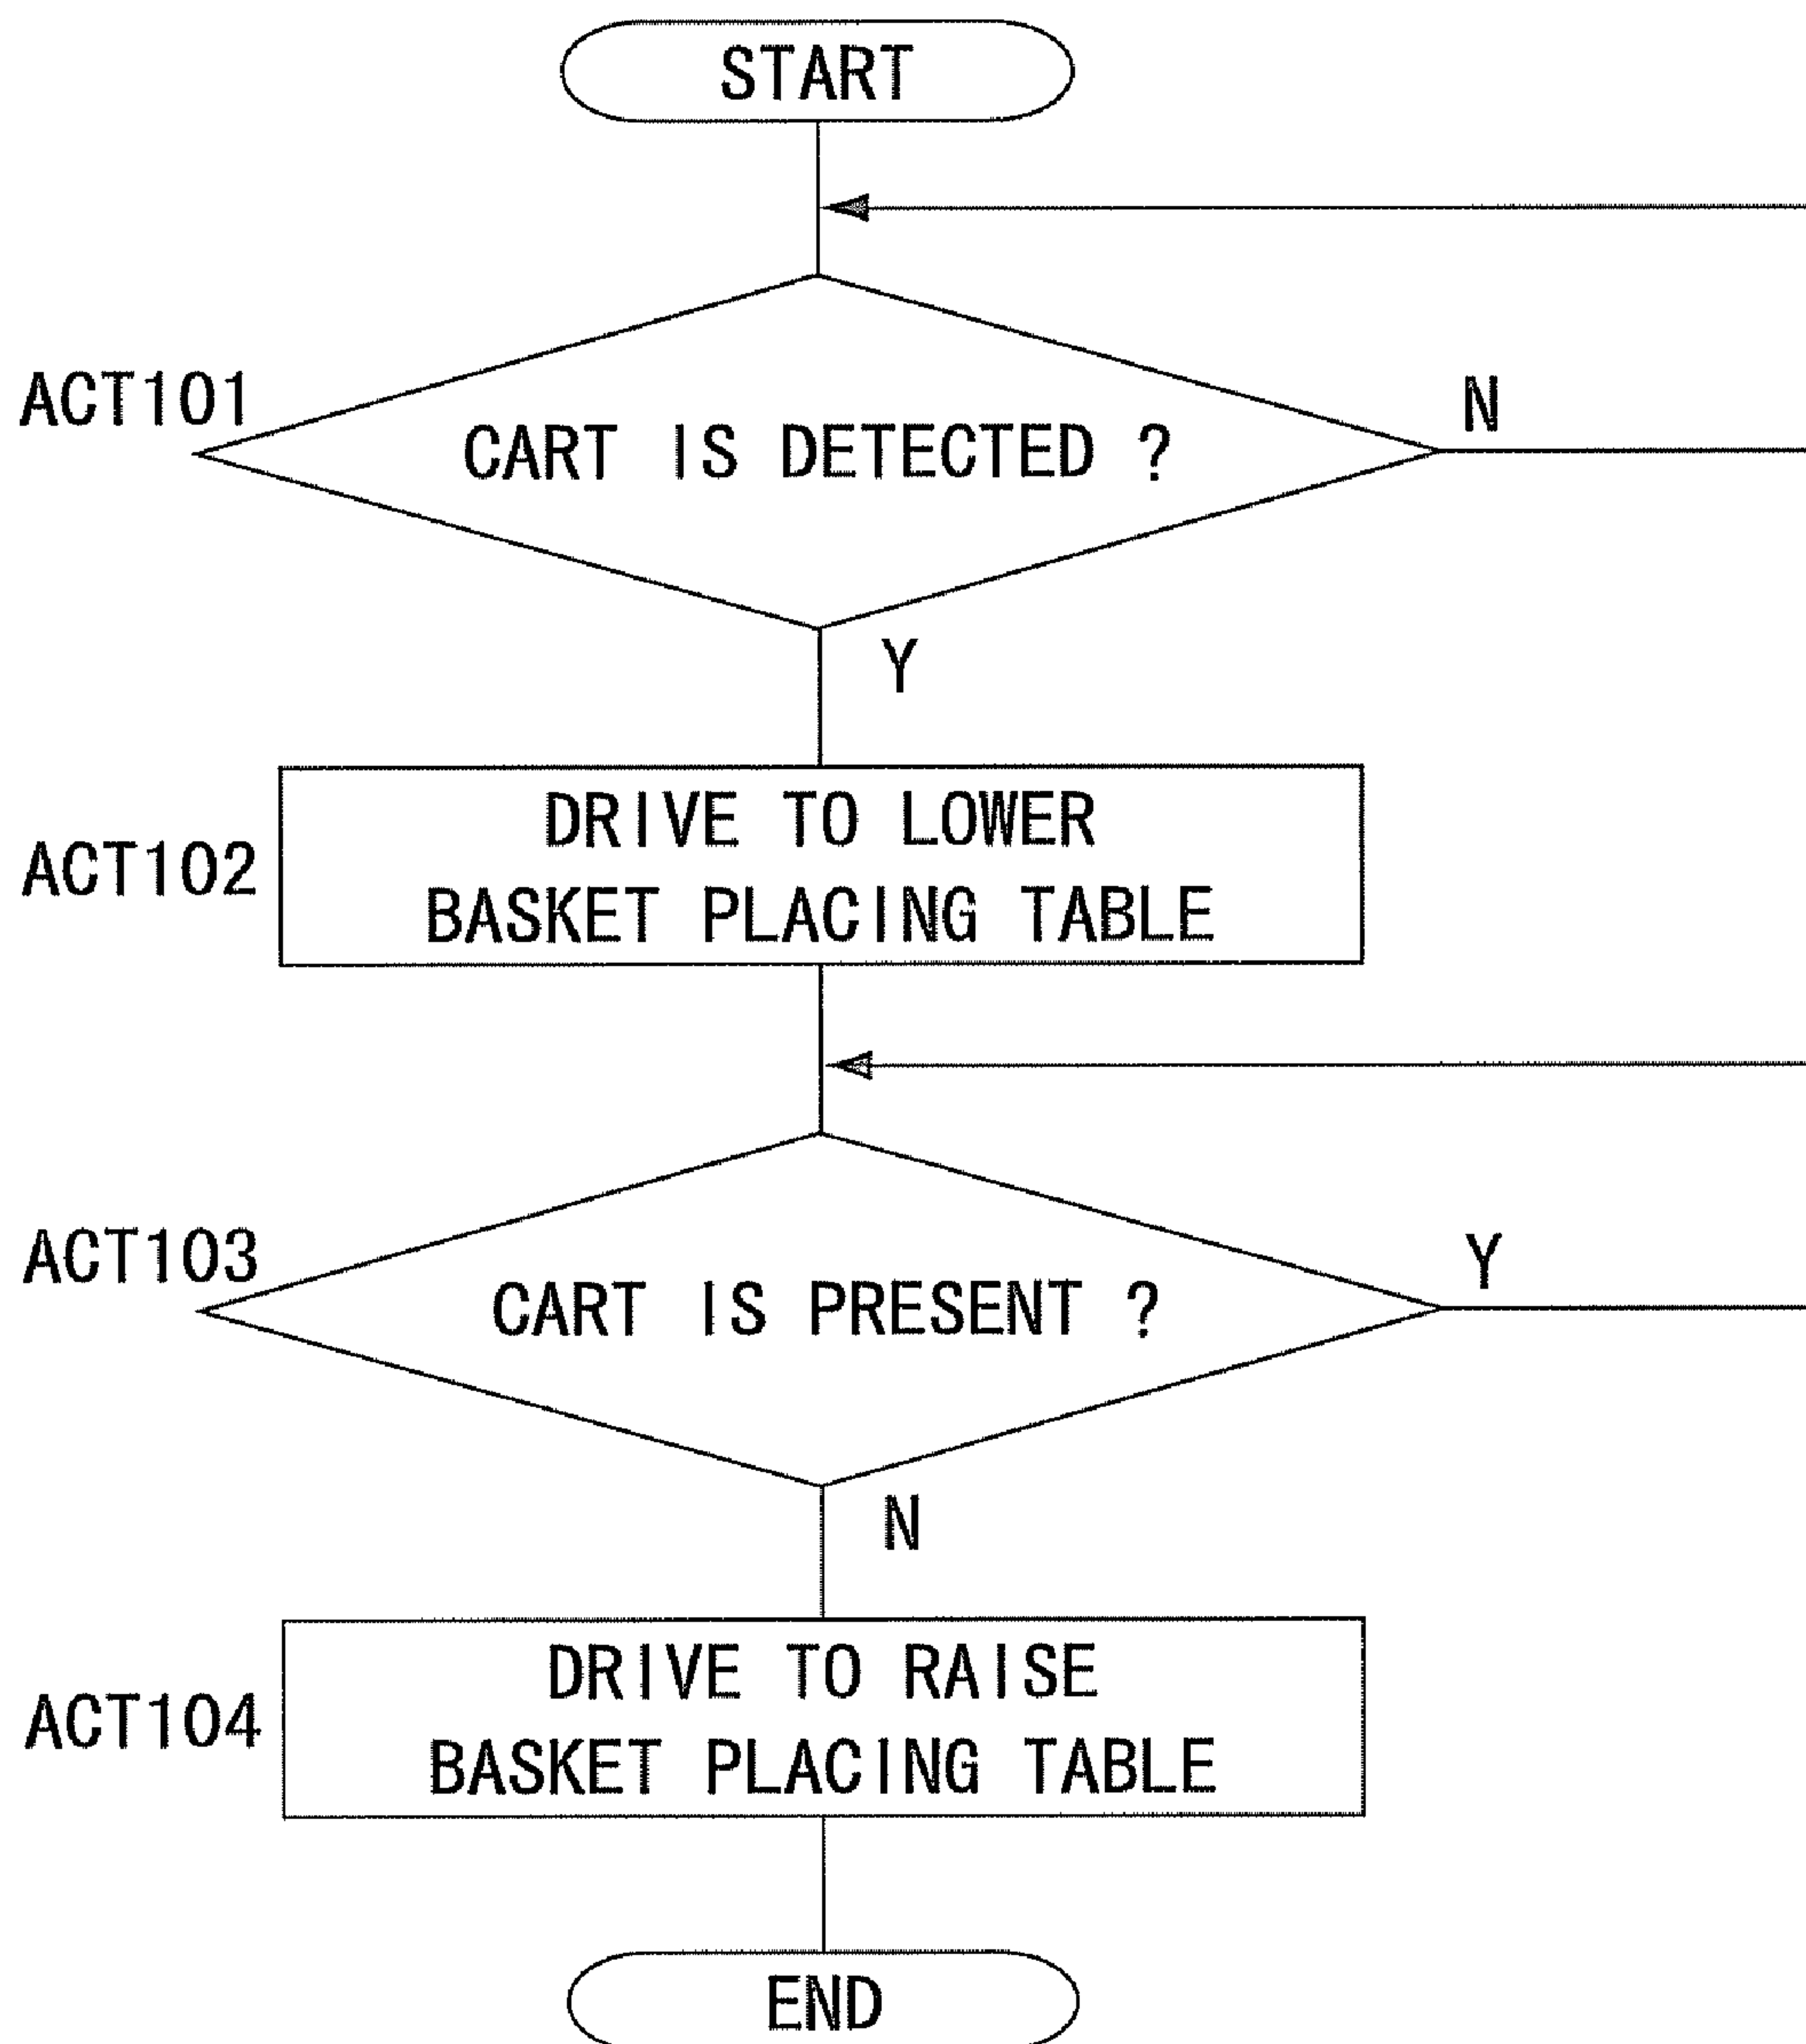 START
ACT101
CART IS DETECTED ?
N
Y
ACT102
DRIVE TO LOWER
BASKET PLACING TABLE
ACT103
CART IS PRESENT ?
Y
N
ACT104
DRIVE TO RAISE
BASKET PLACING TABLE
END